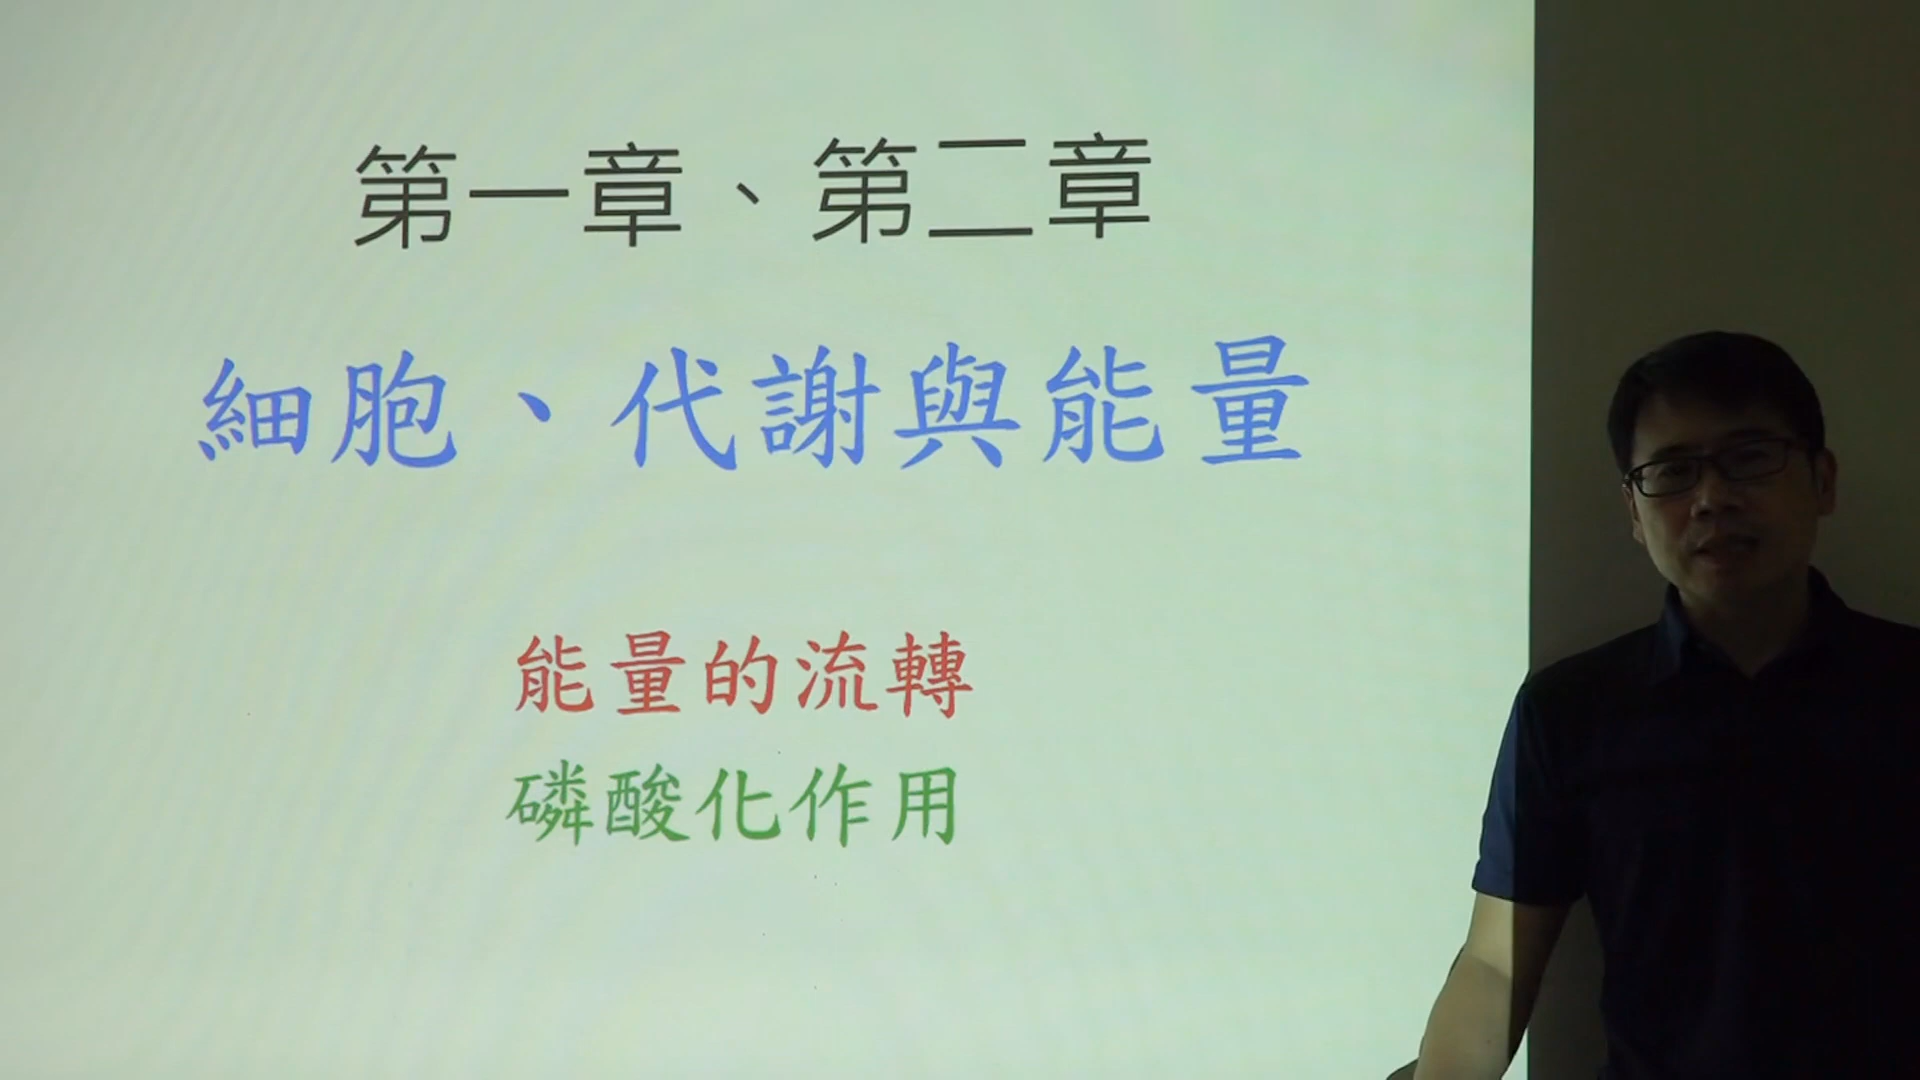 第一章、第二章
細胞、代謝與能量
能量的流轉
磷酸化作用